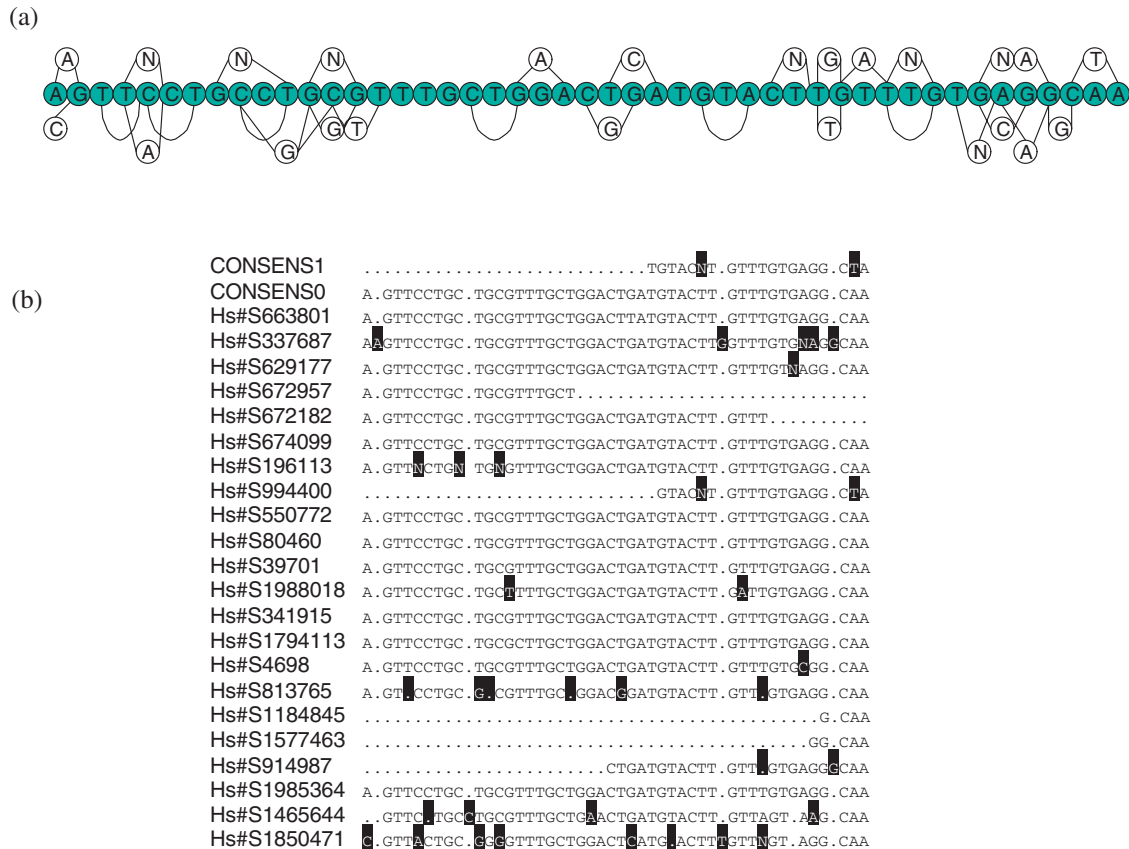 (a)
A N N N A C N G A N N A T
A G T T C C T G C C T G C G T T T G C T G G A C T G A T G T A C T T G T T T G T G A G G C A A
C G T G T C G
A G N A
(b)
CONSENS1 ............................TGTACNT.GTTTGTGAGG.CTA
CONSENS0 A.GTTCCTGC.TGCGTTTGCTGGACTGATGTACTT.GTTTGTGAGG.CAA
Hs#S663801 A.GTTCCTGC.TGCGTTTGCTGGACTTATGTACTT.GTTTGTGAGG.CAA
Hs#S337687 AAGTTCCTGC.TGCGTTTGCTGGACTGATGTACTTGGTTTGTGNAGGCAA
Hs#S629177 A.GTTCCTGC.TGCGTTTGCTGGACTGATGTACTT.GTTTGTNAGG.CAA
Hs#S672957 A.GTTCCTGC.TGCGTTTGCT.............................
Hs#S672182 A.GTTCCTGC.TGCGTTTGCTGGACTGATGTACTT.GTTT..........
Hs#S674099 A.GTTCCTGC.TGCGTTTGCTGGACTGATGTACTT.GTTTGTGAGG.CAA
Hs#S196113 A.GTTNCTGN TGNGTTTGCTGGACTGATGTACTT.GTTTGTGAGG.CAA
Hs#S994400 .............................GTACNT.GTTTGTGAGG.CTA
Hs#S550772 A.GTTCCTGC.TGCGTTTGCTGGACTGATGTACTT.GTTTGTGAGG.CAA
Hs#S80460 A.GTTCCTGC.TGCGTTTGCTGGACTGATGTACTT.GTTTGTGAGG.CAA
Hs#S39701 A.GTTCCTGC.TGCGTTTGCTGGACTGATGTACTT.GTTTGTGAGG.CAA
Hs#S1988018 A.GTTCCTGC.TGCTTTTGCTGGACTGATGTACTT.GATTGTGAGG.CAA
Hs#S341915 A.GTTCCTGC.TGCGTTTGCTGGACTGATGTACTT.GTTTGTGAGG.CAA
Hs#S1794113 A.GTTCCTGC.TGCGCTTGCTGGACTGATGTACTT.GTTTGTGAGG.CAA
Hs#S4698 A.GTTCCTGC.TGCGTTTGCTGGACTGATGTACTT.GTTTGTGCGG.CAA
Hs#S813765 A.GT.CCTGC.G.CGTTTGC.GGACGGATGTACTT.GTT.GTGAGG.CAA
Hs#S1184845 .............................................G.CAA
Hs#S1577463 ............................................GG.CAA
Hs#S914987 ........................CTGATGTACTT.GTT.GTGAGGGCAA
Hs#S1985364 A.GTTCCTGC.TGCGTTTGCTGGACTGATGTACTT.GTTTGTGAGG.CAA
Hs#S1465644 ..GTTC.TGCCTGCGTTTGCTGAACTGATGTACTT.GTTAGT.AAG.CAA
Hs#S1850471 C.GTTACTGC.GGGGTTTGCTGGACTCATG.ACTTTGTTNGT.AGG.CAA